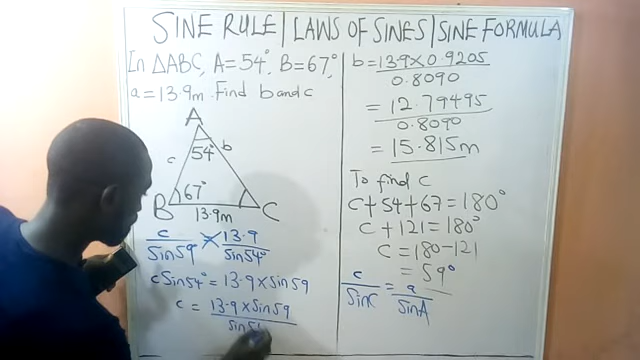 SINE RULE | LAWS OF SINES | SINE FORMULA
In ΔABC, A=54°, B=67°,
a=13.9m. Find b and c
A
54°
c
b
67°
B
13.9m
C
c/Sin59° × 13.9/Sin54°
cSin54° = 13.9×Sin59
c = 13.9×Sin59
b = 13.9×0.9205
0.8090
= 12.79495
0.8090
= 15.815m
To find C
C+54+67=180°
C+121=180°
C=180-121
= 59°
c/SinC = a/SinA